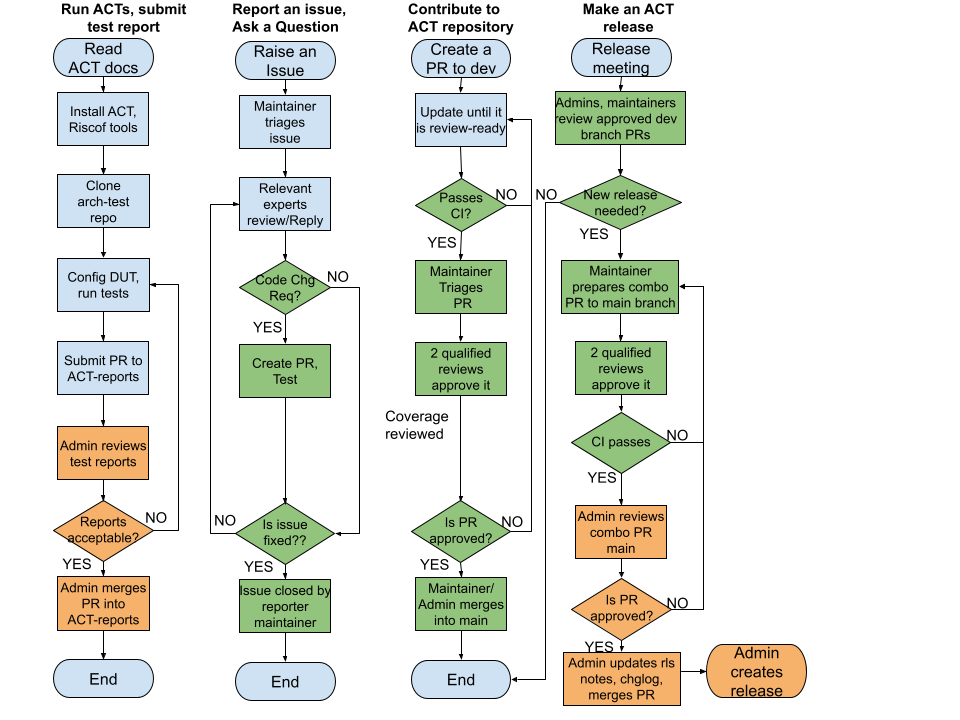 Run ACTs, submit
test report
Read
ACT docs
Install ACT,
Riscof tools
Clone
arch-test
repo
Config DUT,
run tests
Submit PR to
ACT-reports
Admin reviews
test reports
Reports
acceptable?
NO
YES
Admin merges
PR into
ACT-reports
End
Report an issue,
Ask a Question
Raise an
Issue
Maintainer
triages
issue
Relevant
experts
review/Reply
Code Chg
Req?
NO
YES
Create PR,
Test
NO
Is issue
fixed??
YES
Issue closed by
reporter
maintainer
End
Contribute to
ACT repository
Create a
PR to dev
Update until it
is review-ready
Passes
CI?
NO
YES
Maintainer
Triages
PR
2 qualified
reviews
approve it
Coverage
reviewed
Is PR
approved?
NO
YES
Maintainer/
Admin merges
into main
End
Make an ACT
release
Release
meeting
Admins, maintainers
review approved dev
branch PRs
NO
New release
needed?
YES
Maintainer
prepares combo
PR to main branch
2 qualified
reviews
approve it
CI passes
NO
YES
Admin reviews
combo PR
main
Is PR
approved?
NO
YES
Admin updates rls
notes, chglog,
merges PR
Admin
creates
release